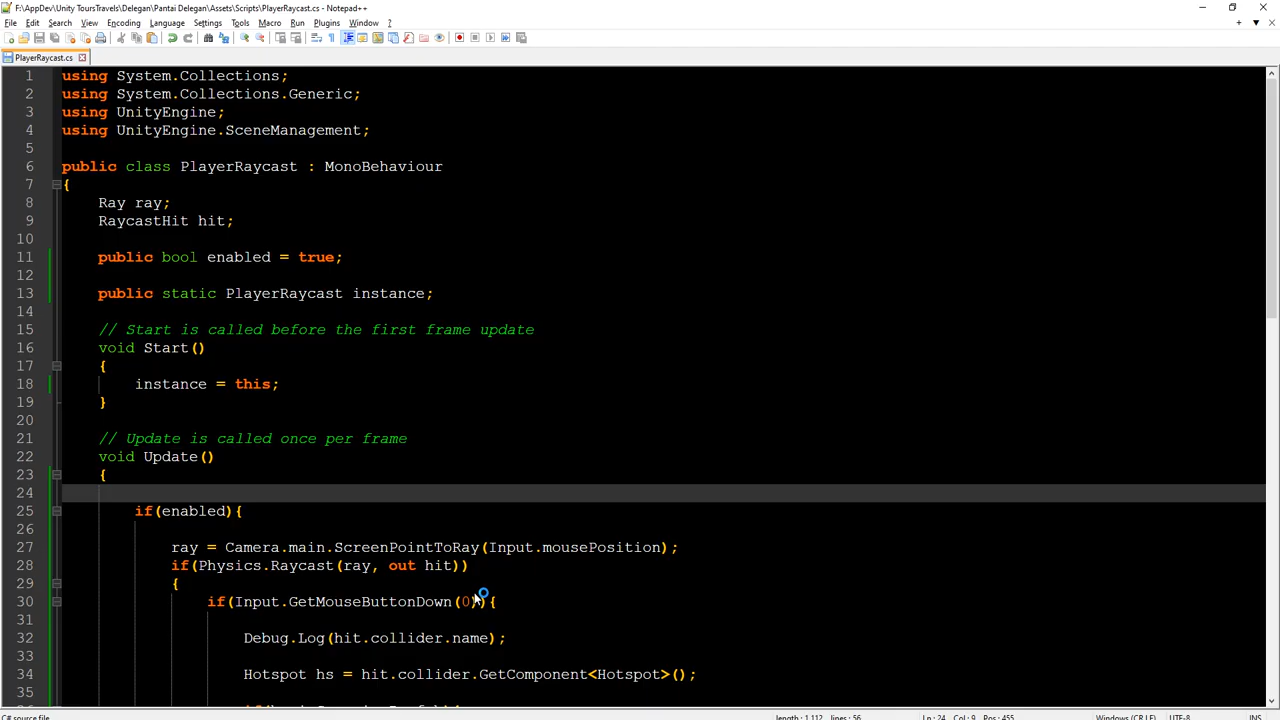 F:\AppDev\Unity ToursTravels\Delegan\Pantai Delegan\Assets\Scripts\PlayerRaycast.cs - Notepad++
File Edit Search View Encoding Language Settings Tools Macro Run Plugins Window ?
PlayerRaycast.cs
1 using System.Collections;
2 using System.Collections.Generic;
3 using UnityEngine;
4 using UnityEngine.SceneManagement;
5
6 public class PlayerRaycast : MonoBehaviour
7 {
8 Ray ray;
9 RaycastHit hit;
10
11 public bool enabled = true;
12
13 public static PlayerRaycast instance;
14
15 // Start is called before the first frame update
16 void Start()
17 {
18 instance = this;
19 }
20
21 // Update is called once per frame
22 void Update()
23 {
24
25 if(enabled){
26
27 ray = Camera.main.ScreenPointToRay(Input.mousePosition);
28 if(Physics.Raycast(ray, out hit))
29 {
30 if(Input.GetMouseButtonDown(0)){
31
32 Debug.Log(hit.collider.name);
33
34 Hotspot hs = hit.collider.GetComponent<Hotspot>();
35
C# source file length : 1,112 lines : 56 Ln : 24 Col : 9 Pos : 455 Windows (CR LF) UTF-8 INS